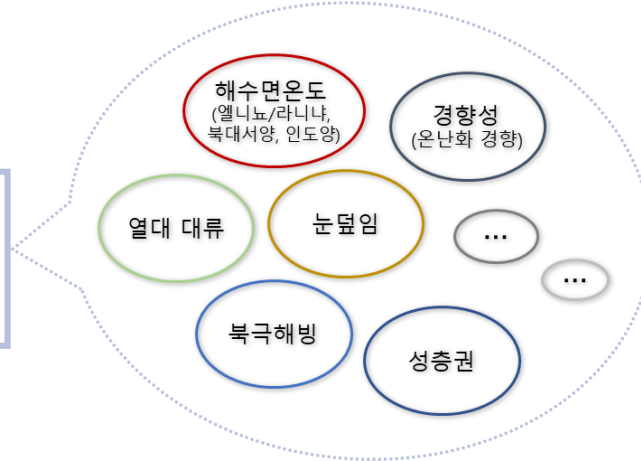 해수면온도
(엘니뇨/라니냐,
북대서양, 인도양)
경향성
(온난화 경향)
열대 대류
눈덮임
...
...
북극해빙
성층권